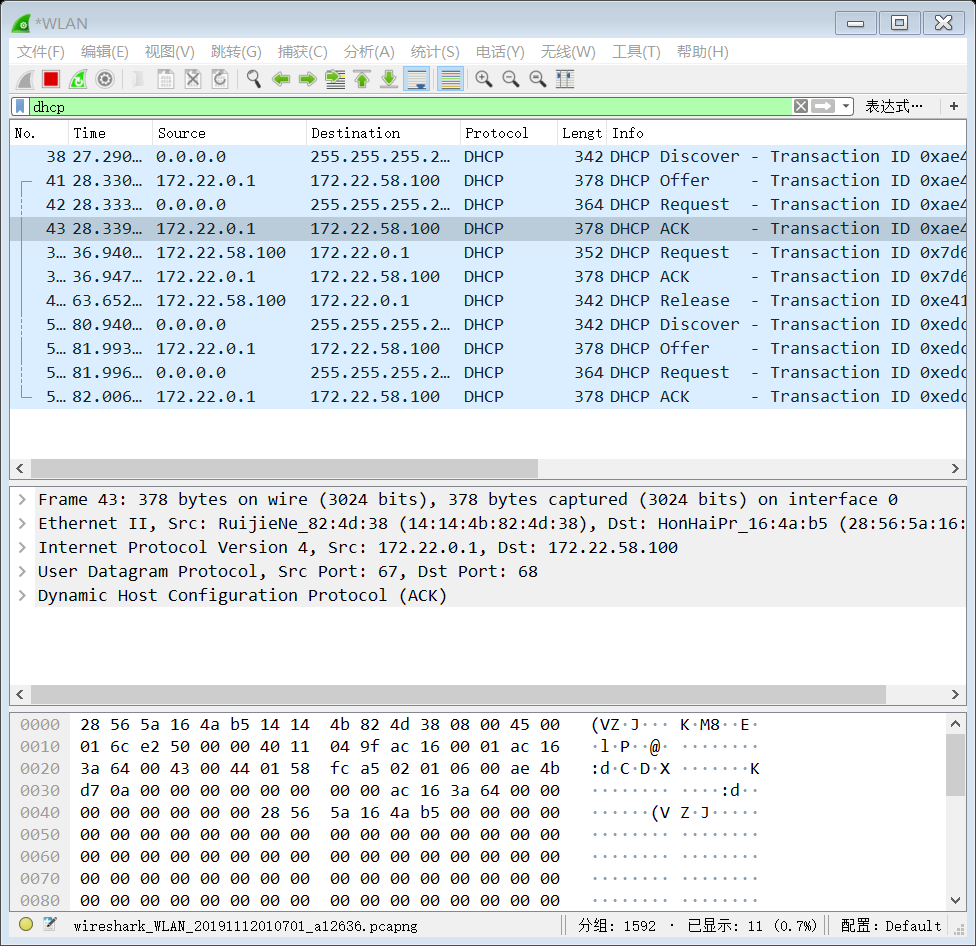 *WLAN
文件(F) 编辑(E) 视图(V) 跳转(G) 捕获(C) 分析(A) 统计(S) 电话(Y) 无线(W) 工具(T) 帮助(H)
dhcp 表达式… +
No. Time Source Destination Protocol Lengt Info
38 27.290… 0.0.0.0 255.255.255.2… DHCP 342 DHCP Discover - Transaction ID 0xae4
41 28.330… 172.22.0.1 172.22.58.100 DHCP 378 DHCP Offer - Transaction ID 0xae4
42 28.333… 0.0.0.0 255.255.255.2… DHCP 364 DHCP Request - Transaction ID 0xae4
43 28.339… 172.22.0.1 172.22.58.100 DHCP 378 DHCP ACK - Transaction ID 0xae4
3… 36.940… 172.22.58.100 172.22.0.1 DHCP 352 DHCP Request - Transaction ID 0x7d6
3… 36.947… 172.22.0.1 172.22.58.100 DHCP 378 DHCP ACK - Transaction ID 0x7d6
4… 63.652… 172.22.58.100 172.22.0.1 DHCP 342 DHCP Release - Transaction ID 0xe41
5… 80.940… 0.0.0.0 255.255.255.2… DHCP 342 DHCP Discover - Transaction ID 0xedc
5… 81.993… 172.22.0.1 172.22.58.100 DHCP 378 DHCP Offer - Transaction ID 0xedc
5… 81.996… 0.0.0.0 255.255.255.2… DHCP 364 DHCP Request - Transaction ID 0xedc
5… 82.006… 172.22.0.1 172.22.58.100 DHCP 378 DHCP ACK - Transaction ID 0xedc
Frame 43: 378 bytes on wire (3024 bits), 378 bytes captured (3024 bits) on interface 0
Ethernet II, Src: RuijieNe_82:4d:38 (14:14:4b:82:4d:38), Dst: HonHaiPr_16:4a:b5 (28:56:5a:16:
Internet Protocol Version 4, Src: 172.22.0.1, Dst: 172.22.58.100
User Datagram Protocol, Src Port: 67, Dst Port: 68
Dynamic Host Configuration Protocol (ACK)
0000 28 56 5a 16 4a b5 14 14 4b 82 4d 38 08 00 45 00 (VZ·J··· K·M8··E·
0010 01 6c e2 50 00 00 40 11 04 9f ac 16 00 01 ac 16 ·l·P··@· ········
0020 3a 64 00 43 00 44 01 58 fc a5 02 01 06 00 ae 4b :d·C·D·X ·······K
0030 d7 0a 00 00 00 00 00 00 00 00 ac 16 3a 64 00 00 ········ ····:d··
0040 00 00 00 00 00 00 28 56 5a 16 4a b5 00 00 00 00 ······(V Z·J·····
0050 00 00 00 00 00 00 00 00 00 00 00 00 00 00 00 00 ········ ········
0060 00 00 00 00 00 00 00 00 00 00 00 00 00 00 00 00 ········ ········
0070 00 00 00 00 00 00 00 00 00 00 00 00 00 00 00 00 ········ ········
0080 00 00 00 00 00 00 00 00 00 00 00 00 00 00 00 00 ········ ········
wireshark_WLAN_20191112010701_a12636.pcapng 分组: 1592 · 已显示: 11 (0.7%) 配置: Default